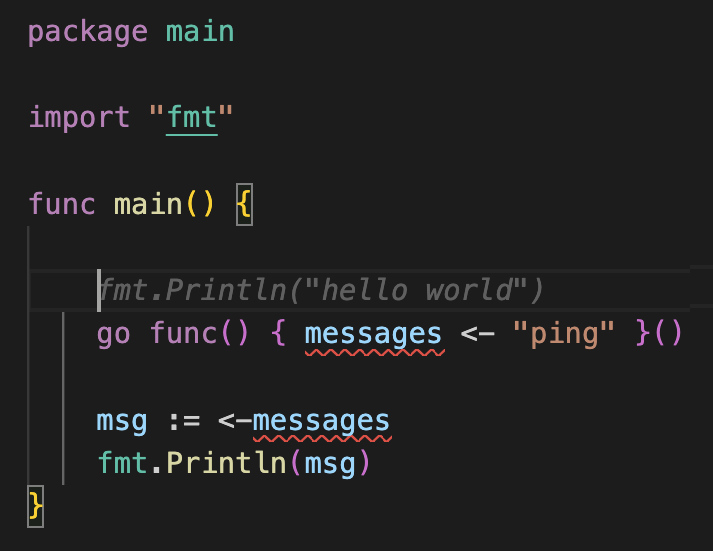 package main
import "fmt"
func main() {
fmt.Println("hello world")
go func() { messages <- "ping" }()
msg := <-messages
fmt.Println(msg)
}